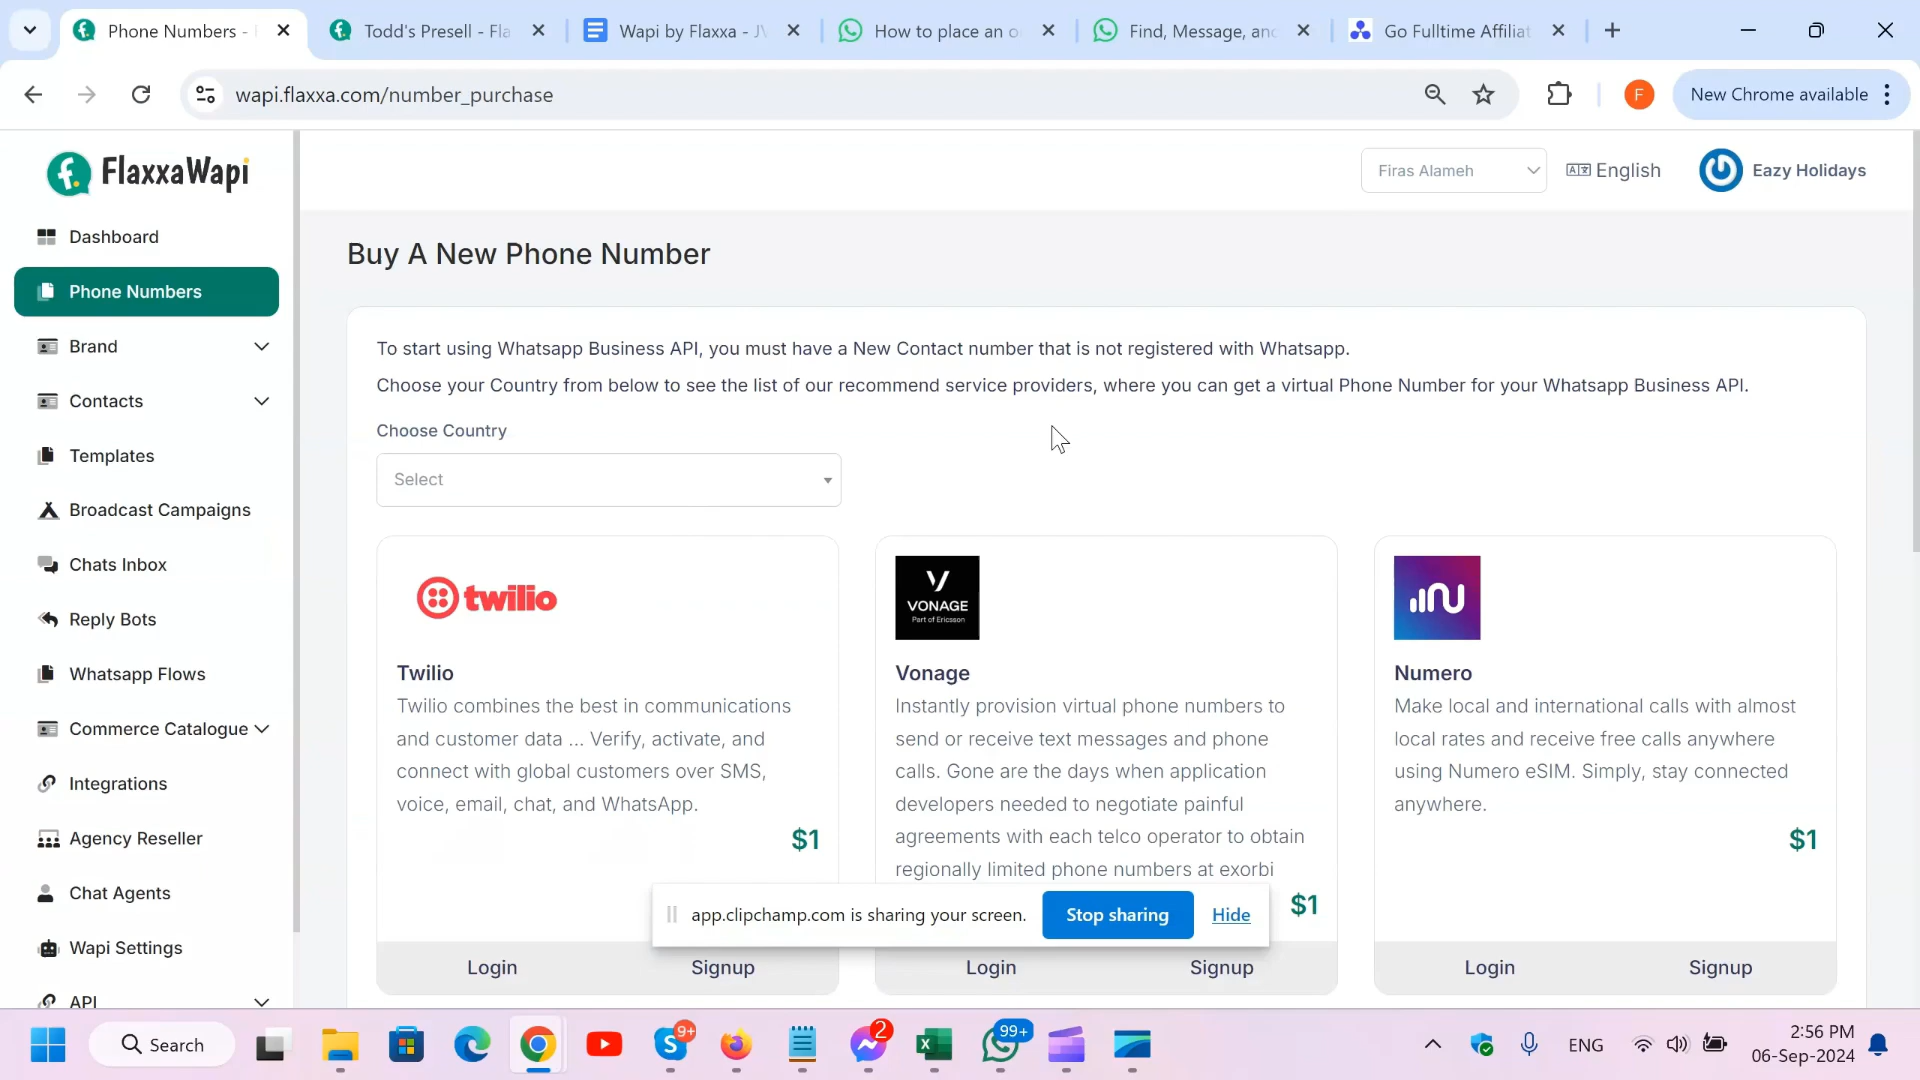 Phone Numbers -
Todd's Presell - Fla
Wapi by Flaxxa - JV
How to place an o
Find, Message, and
Go Fulltime Affiliat
wapi.flaxxa.com/number_purchase
F
New Chrome available
FlaxxaWapi
Firas Alameh
English
Eazy Holidays
Dashboard
Phone Numbers
Brand
Contacts
Templates
Broadcast Campaigns
Chats Inbox
Reply Bots
Whatsapp Flows
Commerce Catalogue
Integrations
Agency Reseller
Chat Agents
Wapi Settings
API
Buy A New Phone Number
To start using Whatsapp Business API, you must have a New Contact number that is not registered with Whatsapp.
Choose your Country from below to see the list of our recommend service providers, where you can get a virtual Phone Number for your Whatsapp Business API.
Choose Country
Select
twilio
Twilio
Twilio combines the best in communications
and customer data ... Verify, activate, and
connect with global customers over SMS,
voice, email, chat, and WhatsApp.
$1
Login
Signup
VONAGE
Part of Ericsson
Vonage
Instantly provision virtual phone numbers to
send or receive text messages and phone
calls. Gone are the days when application
developers needed to negotiate painful
agreements with each telco operator to obtain
regionally limited phone numbers at exorbi
$1
Login
Signup
Numero
Make local and international calls with almost
local rates and receive free calls anywhere
using Numero eSIM. Simply, stay connected
anywhere.
$1
Login
Signup
app.clipchamp.com is sharing your screen.
Stop sharing
Hide
Search
9+
2
99+
ENG
2:56 PM
06-Sep-2024